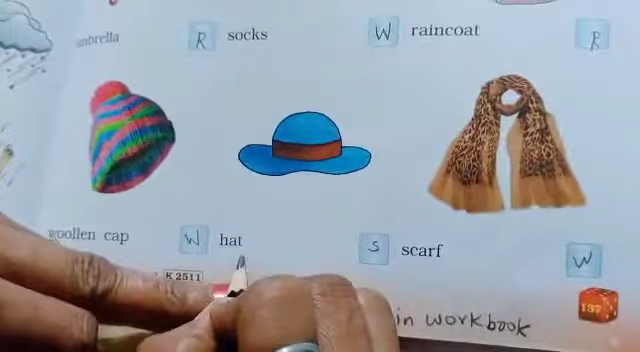 umbrella R socks W raincoat R
woollen cap W hat S scarf W
K 2511
in workbook
137